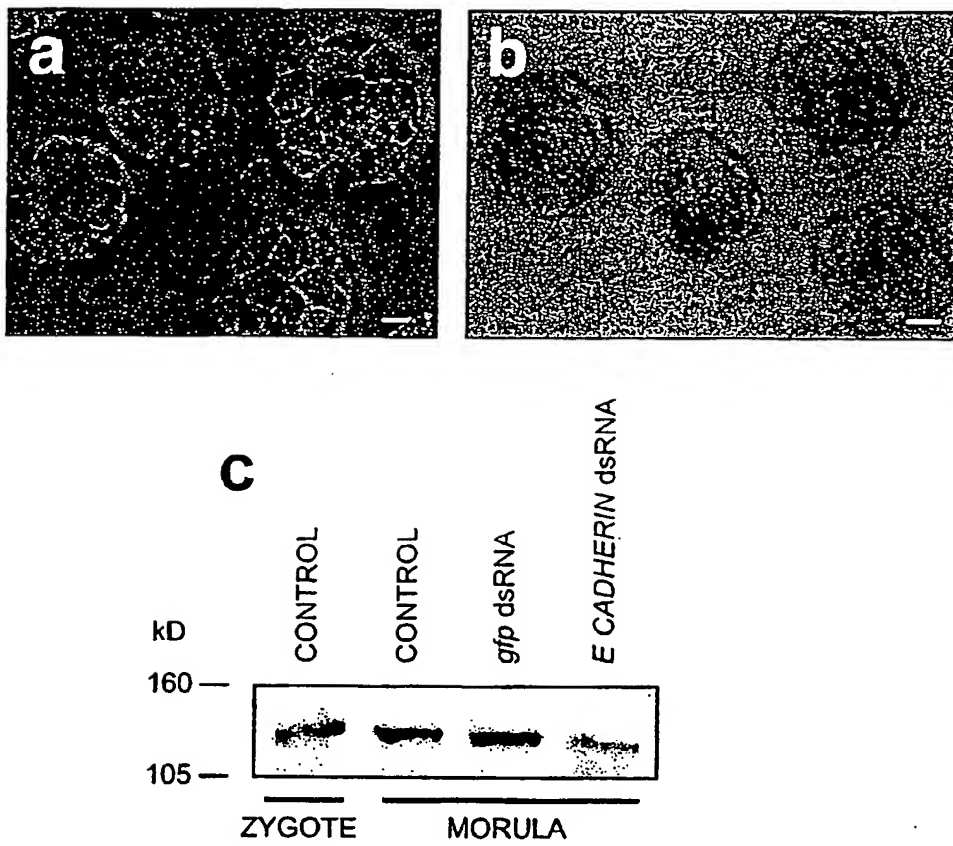 a
b
c
CONTROL
CONTROL
gfp dsRNA
E CADHERIN dsRNA
kD
160
105
ZYGOTE
MORULA